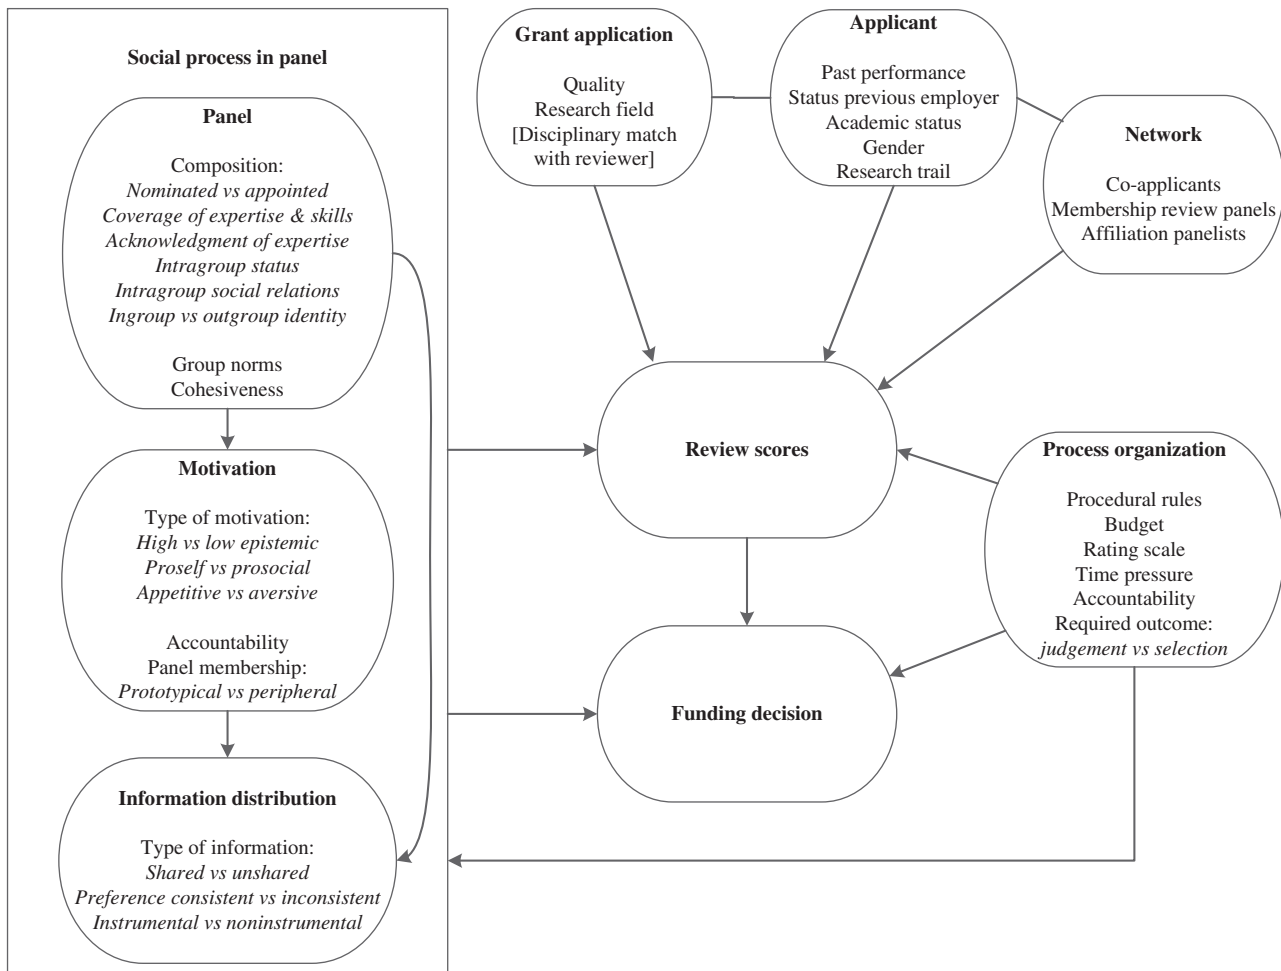 Social process in panel
Panel
Composition:
Nominated vs appointed
Coverage of expertise & skills
Acknowledgment of expertise
Intragroup status
Intragroup social relations
Ingroup vs outgroup identity
Group norms
Cohesiveness
Motivation
Type of motivation:
High vs low epistemic
Proself vs prosocial
Appetitive vs aversive
Accountability
Panel membership:
Prototypical vs peripheral
Information distribution
Type of information:
Shared vs unshared
Preference consistent vs inconsistent
Instrumental vs noninstrumental
Grant application
Quality
Research field
[Disciplinary match
with reviewer]
Applicant
Past performance
Status previous employer
Academic status
Gender
Research trail
Network
Co-applicants
Membership review panels
Affiliation panelists
Review scores
Process organization
Procedural rules
Budget
Rating scale
Time pressure
Accountability
Required outcome:
judgement vs selection
Funding decision